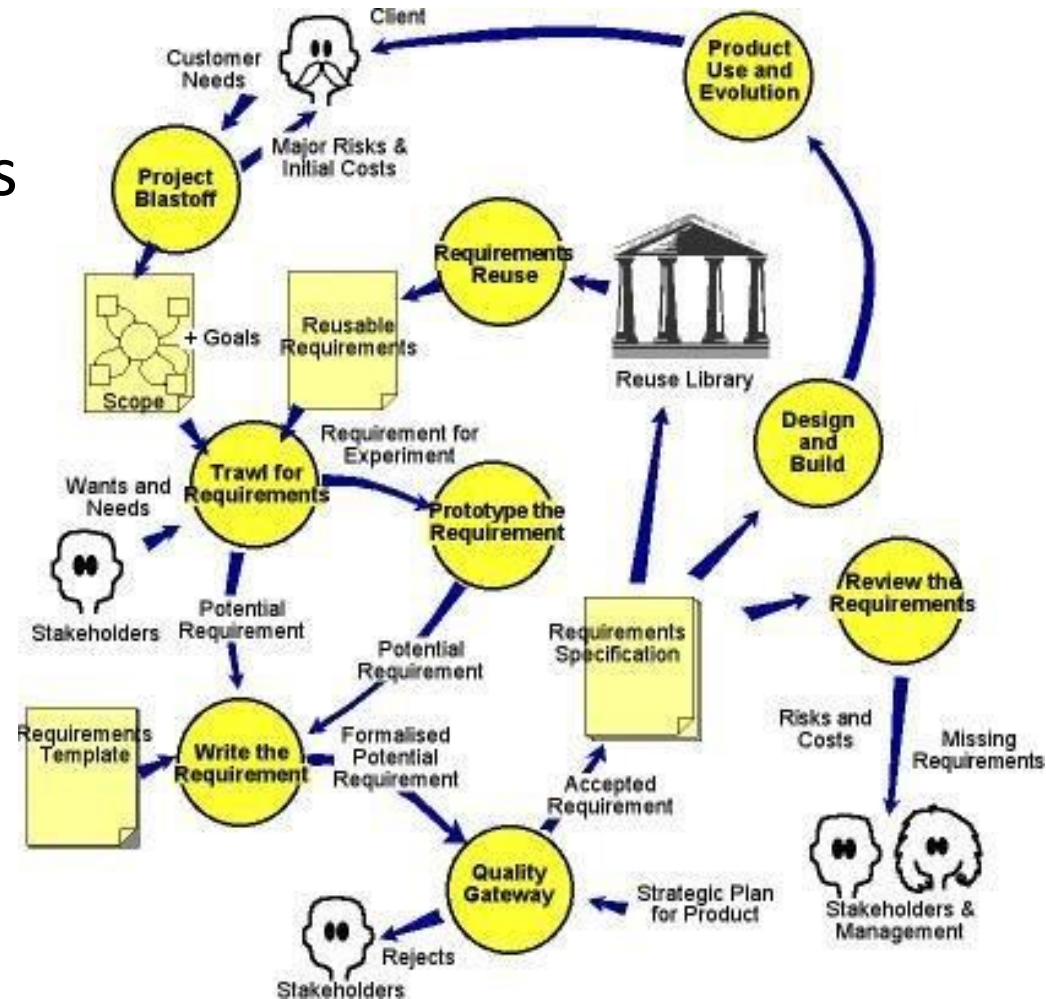 Client
Product
Use and
Evolution
Customer
Needs
s
Major Risks &
Initial Costs
Project
Blastoff
Requirements
Reuse
+ Goals
Reusable
Requirements
Scope
Reuse Library
Design
and
Build
Requirement for
Experiment
Trawl for
Requirements
Wants and
Needs
Prototype the
Requirement
Review the
Requirements
Stakeholders
Potential
Requirement
Requirements
Specification
Potential
Requirement
Risks and
Costs
Missing
Requirements
Requirements
Template
Write the
Requirement
Formalised
Potential
Requirement
Accepted
Requirement
Quality
Gateway
Strategic Plan
for Product
Stakeholders &
Management
Rejects
Stakeholders